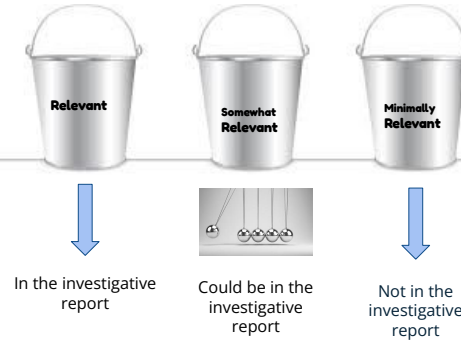 Relevant
Somewhat
Relevant
Minimally
Relevant
In the investigative
report
Could be in the
investigative
report
Not in the
investigative
report